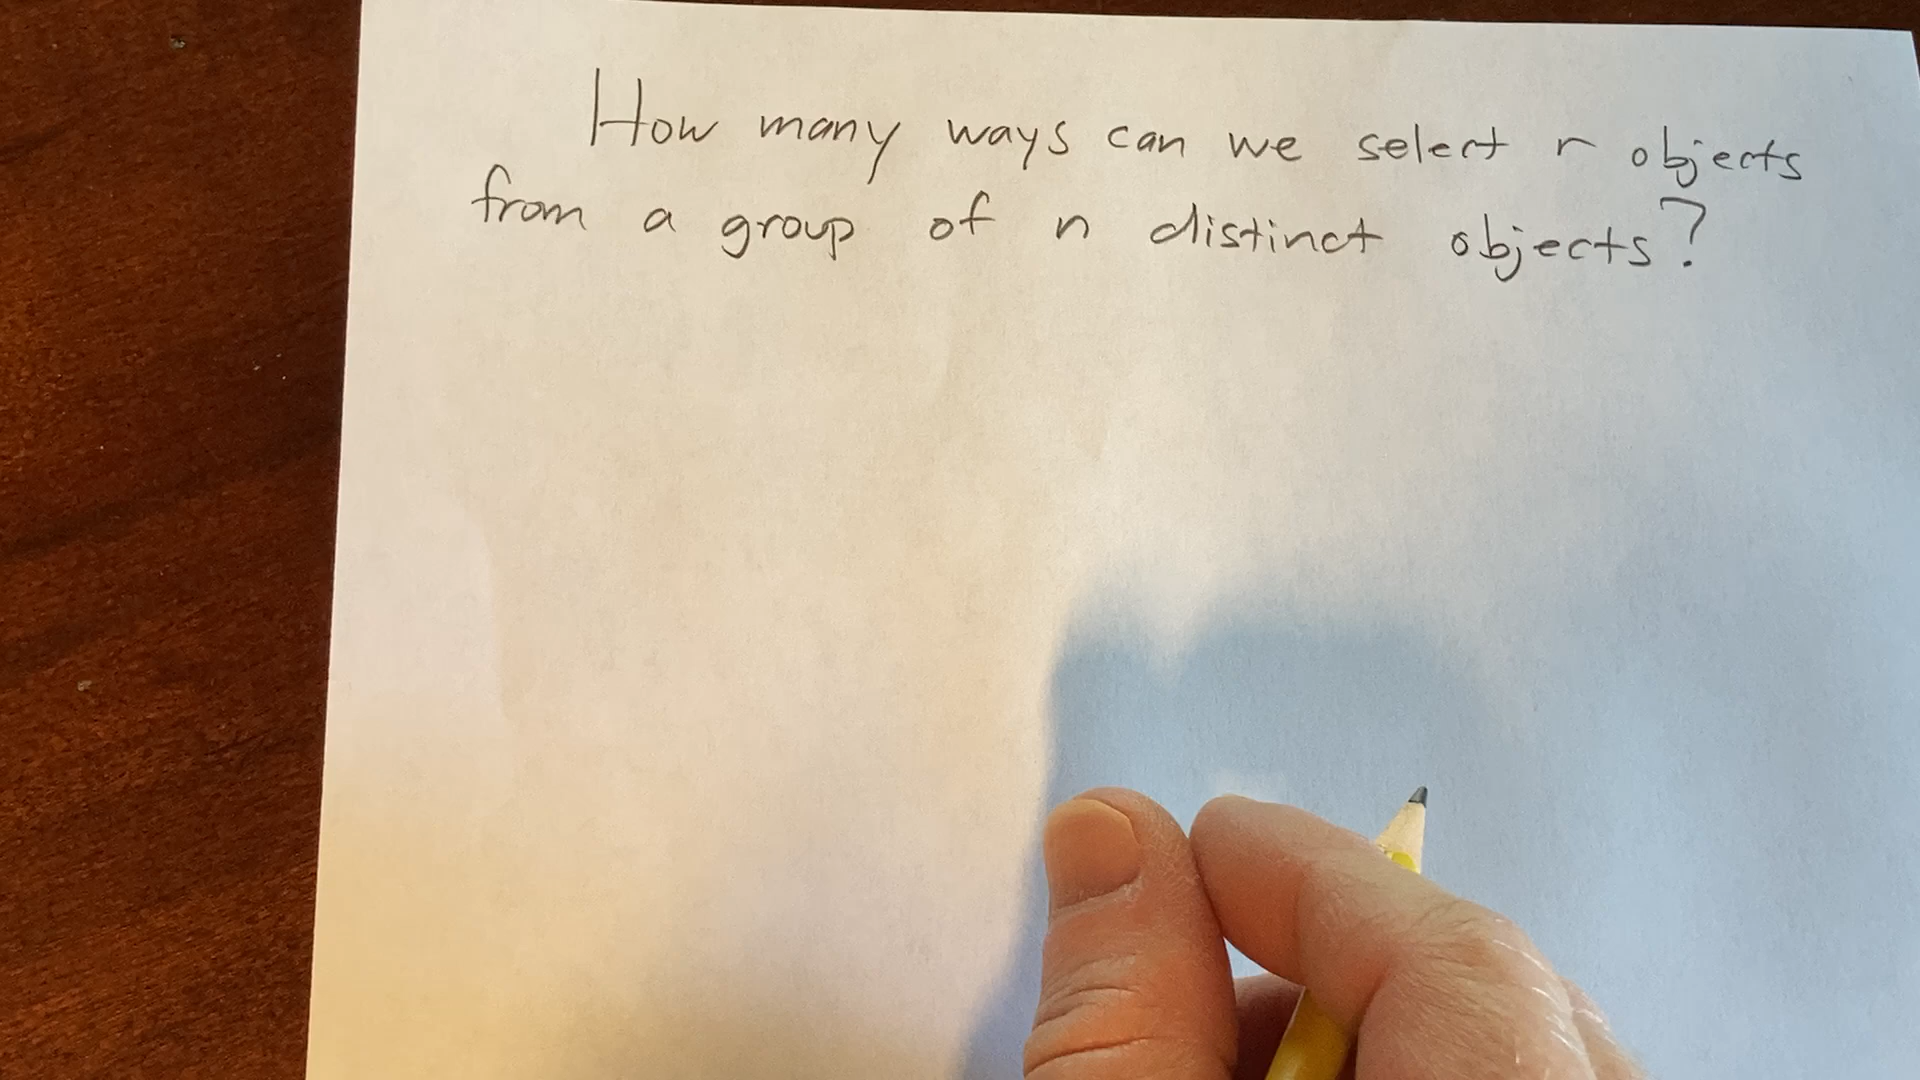 How many ways can we select r objects
from a group of n distinct objects?